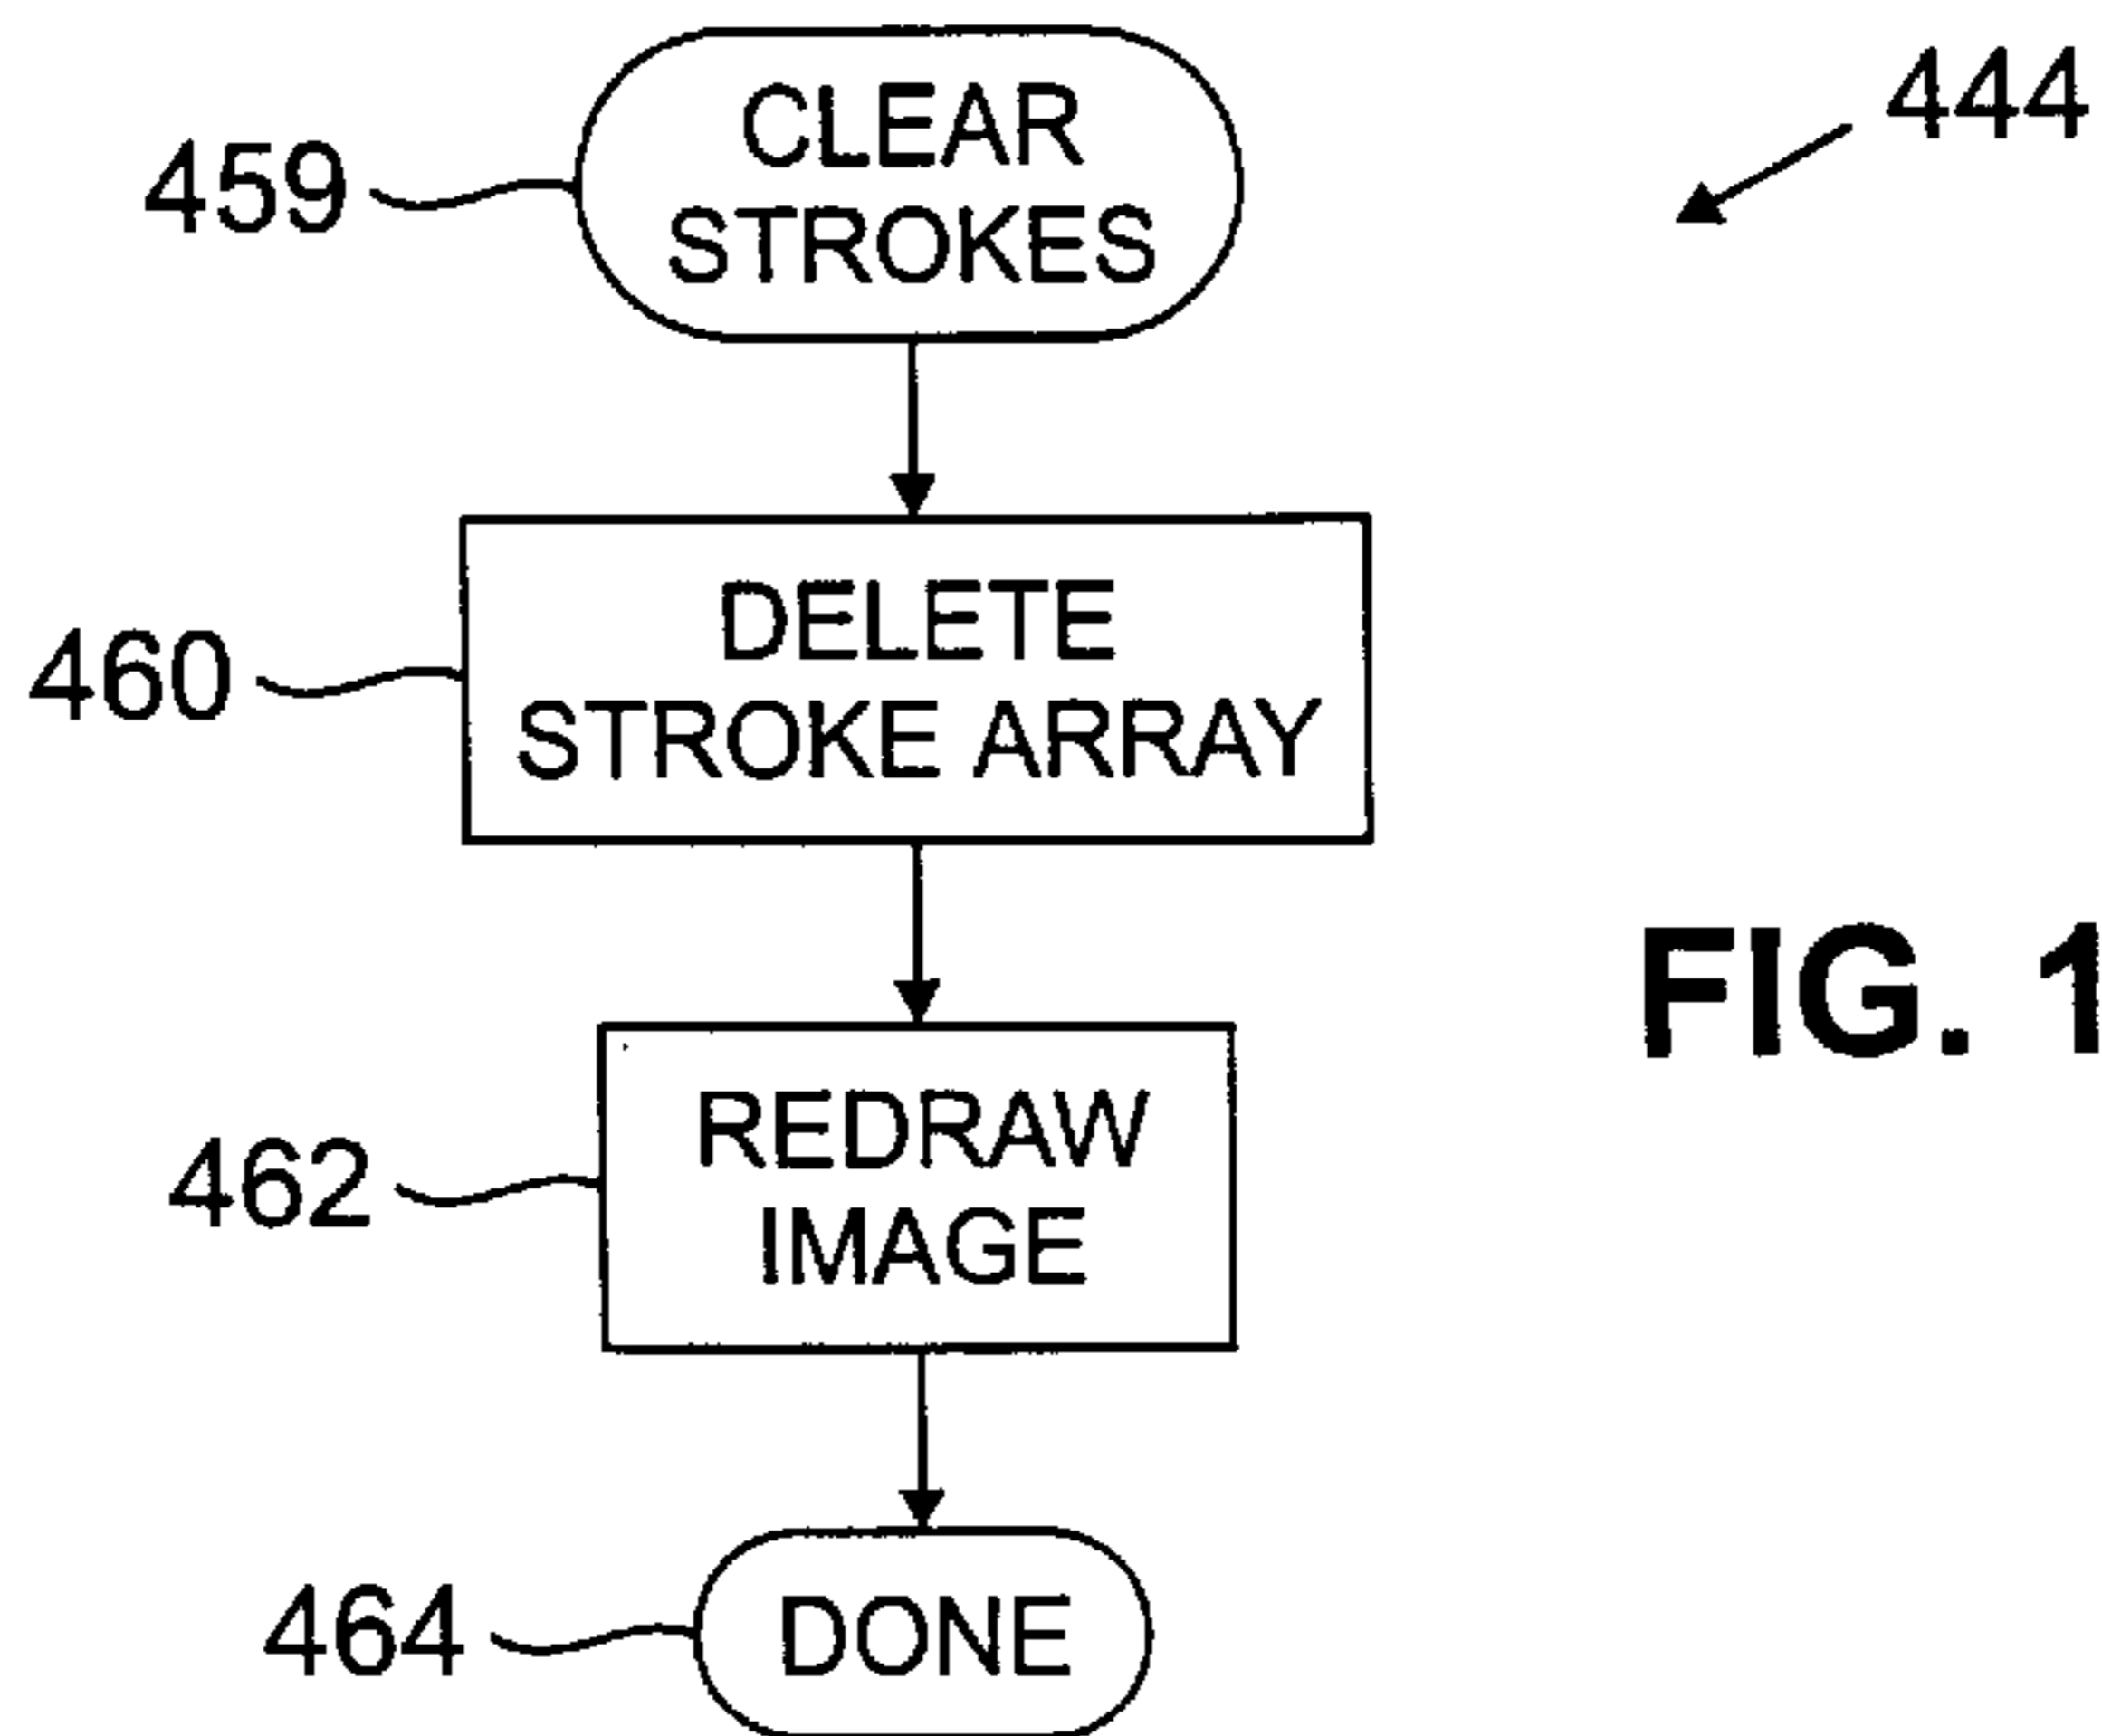 444
459
CLEAR
STROKES
460
DELETE
STROKE ARRAY
FIG. 1
462
REDRAW
IMAGE
464
DONE